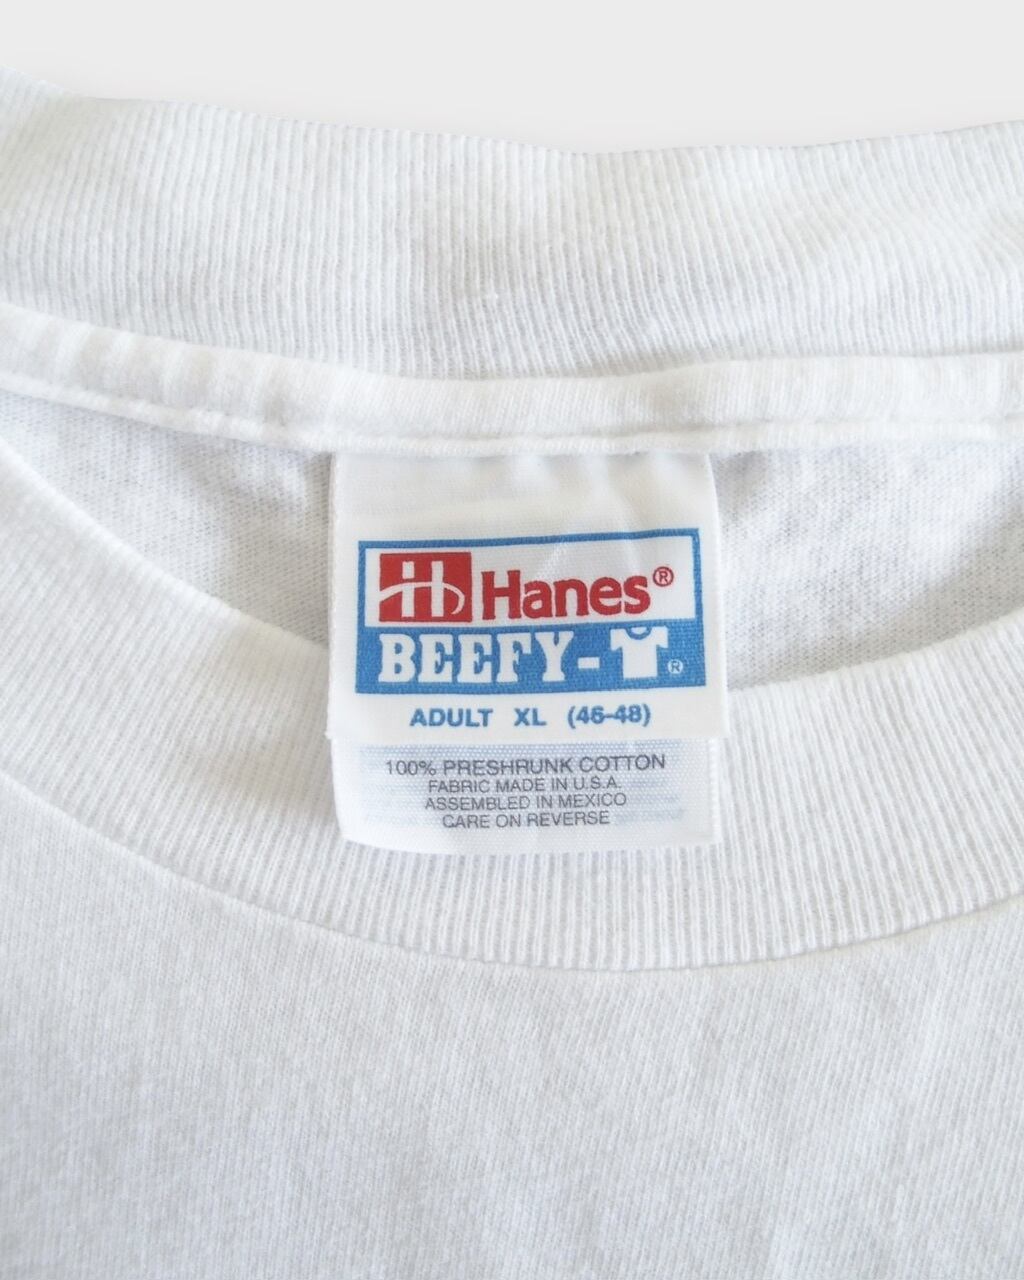 Hanes®
BEEFY-T®
ADULT XL (46-48)
100% PRESHRUNK COTTON
FABRIC MADE IN U.S.A.
ASSEMBLED IN MEXICO
CARE ON REVERSE